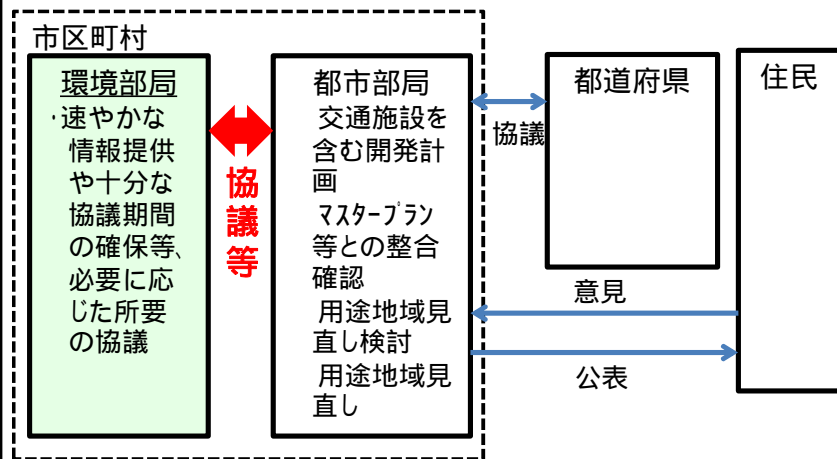 市区町村
環境部局
・速やかな
情報提供
や十分な
協議期間
の確保等、
必要に応
じた所要
の協議
協
議
等
都市部局
交通施設を
含む開発計
画
ﾏｽﾀｰﾌﾟﾗﾝ
等との整合
確認
用途地域見
直し検討
用途地域見
直し
協議
都道府県
住民
意見
公表